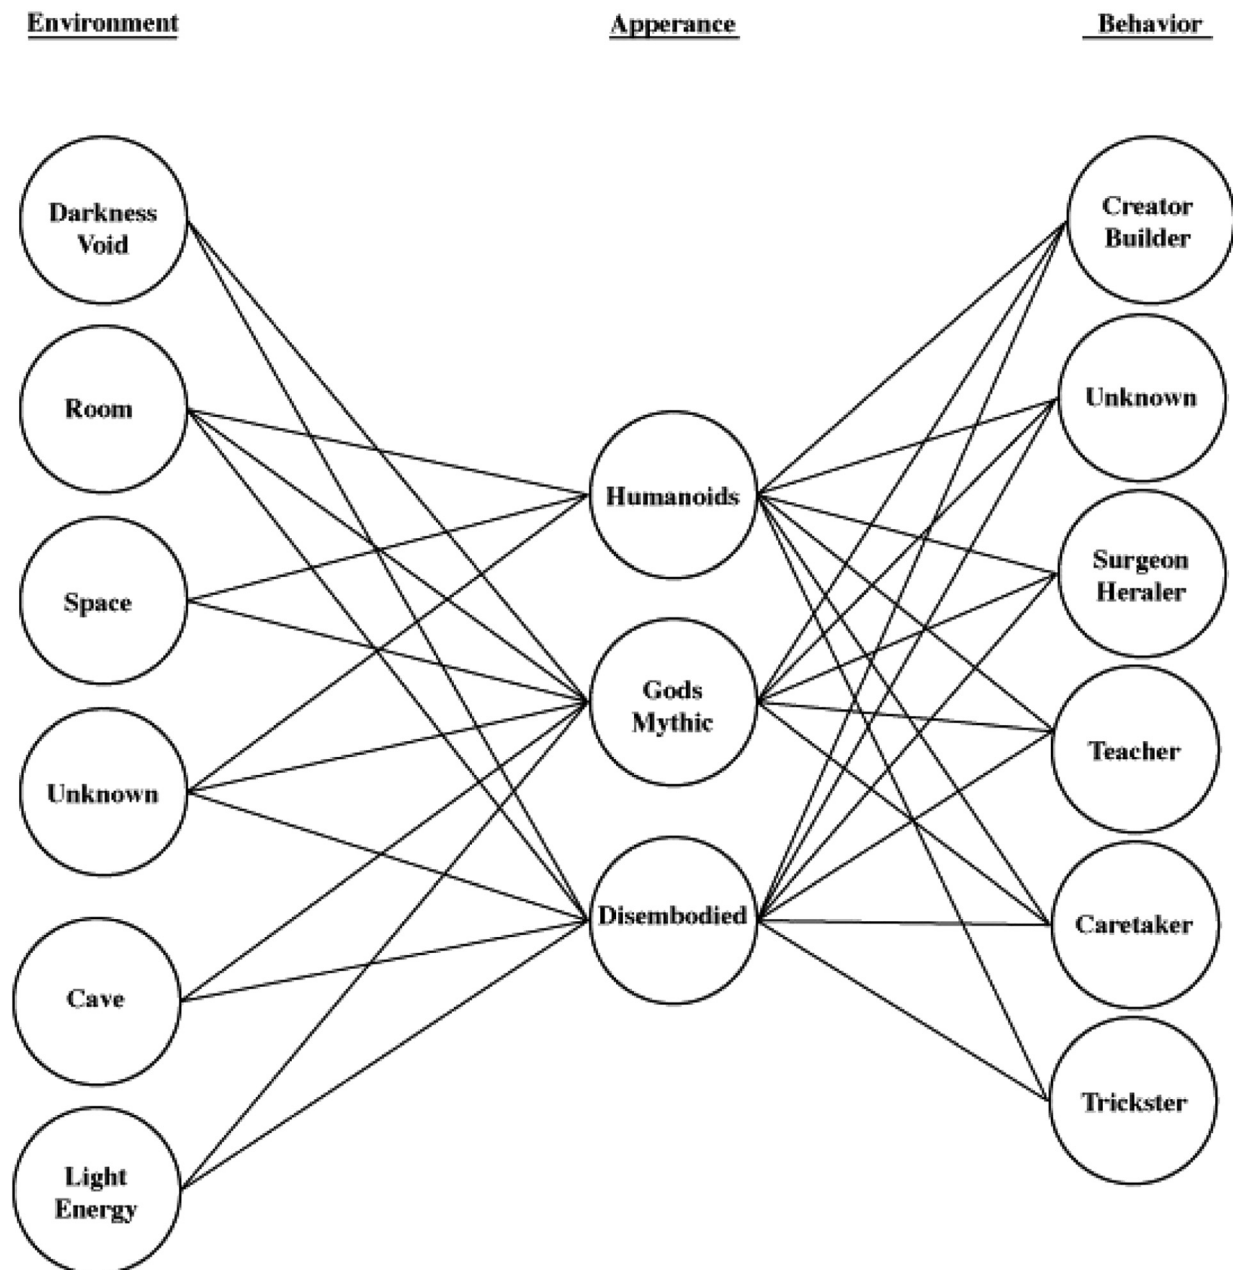 Environment
Apperance
Behavior
Darkness
Void
Room
Space
Unknown
Cave
Light
Energy
Humanoids
Gods
Mythic
Disembodied
Creator
Builder
Unknown
Surgeon
Heraler
Teacher
Caretaker
Trickster